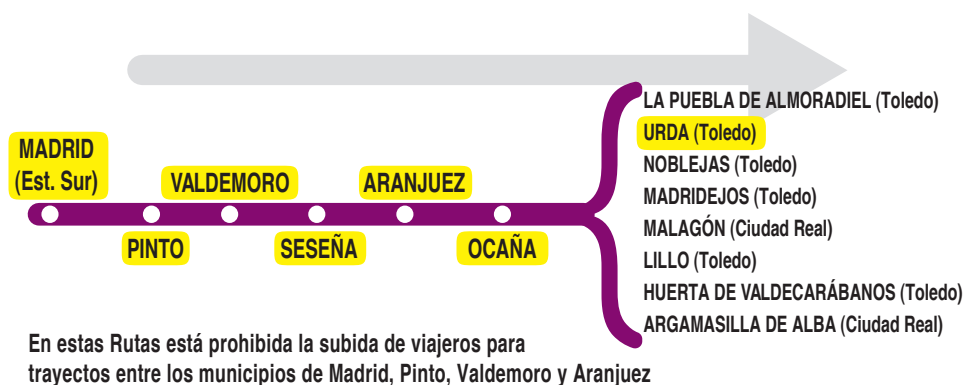 MADRID
(Est. Sur)
PINTO
VALDEMORO
SESEÑA
ARANJUEZ
OCAÑA
LA PUEBLA DE ALMORADIEL (Toledo)
URDA (Toledo)
NOBLEJAS (Toledo)
MADRIDEJOS (Toledo)
MALAGÓN (Ciudad Real)
LILLO (Toledo)
HUERTA DE VALDECARÁBANOS (Toledo)
ARGAMASILLA DE ALBA (Ciudad Real)
En estas Rutas está prohibida la subida de viajeros para
trayectos entre los municipios de Madrid, Pinto, Valdemoro y Aranjuez